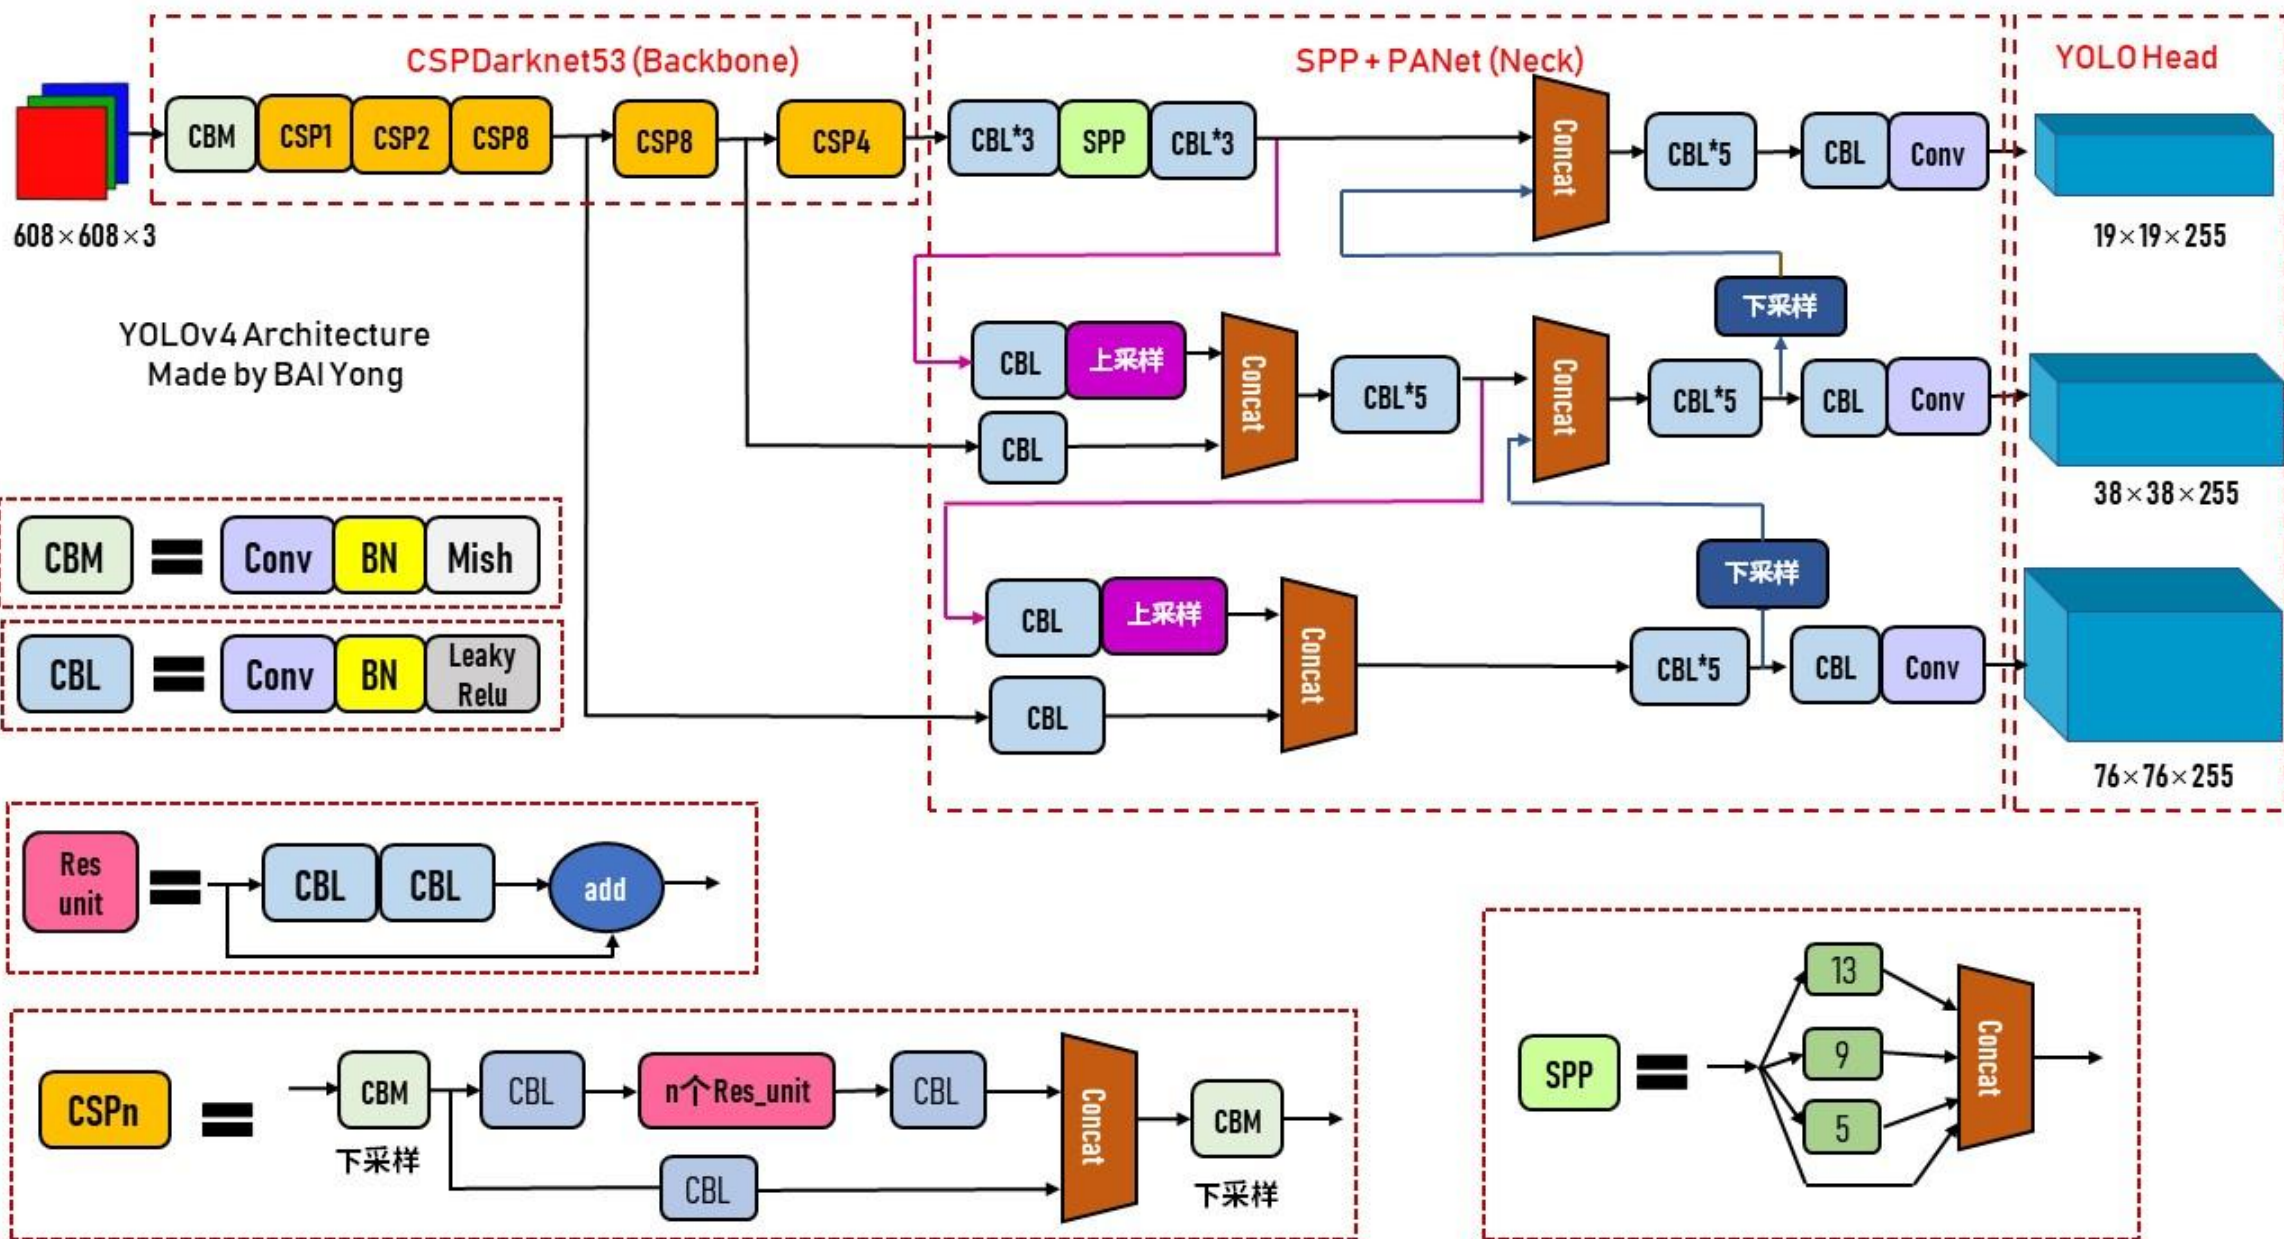 CSPDarknet53 (Backbone)
SPP + PANet (Neck)
YOLO Head
CBM
CSP1
CSP2
CSP8
CSP8
CSP4
CBL*3
SPP
CBL*3
Concat
CBL*5
CBL
Conv
608×608×3
19×19×255
YOLOv4 Architecture
Made by BAI Yong
下采样
CBL
上采样
Concat
CBL*5
Concat
CBL*5
CBL
Conv
CBL
38×38×255
CBM
Conv
BN
Mish
下采样
CBL
上采样
Concat
CBL*5
CBL
Conv
CBL
76×76×255
CBL
Conv
BN
Leaky
Relu
Res
unit
CBL
CBL
add
CSPn
CBM
下采样
CBL
n个Res_unit
CBL
CBL
Concat
CBM
下采样
SPP
13
9
5
Concat